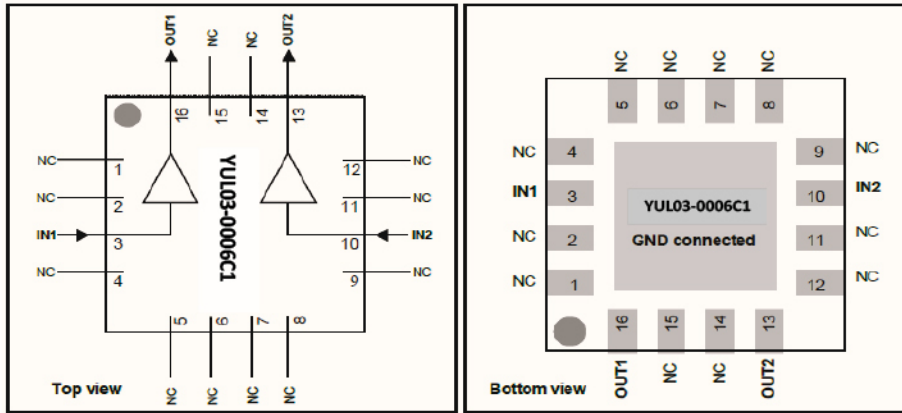 OUT1
NC
NC
OUT2
16
15
14
13
NC
1
12
NC
NC
2
11
NC
IN1
3
10
IN2
NC
4
9
NC
YUL03-0006C1
5
6
7
8
NC
NC
NC
NC
Top view
NC
NC
NC
NC
5
6
7
8
NC
4
9
NC
IN1
3
10
IN2
YUL03-0006C1
NC
2
GND connected
11
NC
NC
1
12
NC
16
15
14
13
OUT1
NC
NC
OUT2
Bottom view